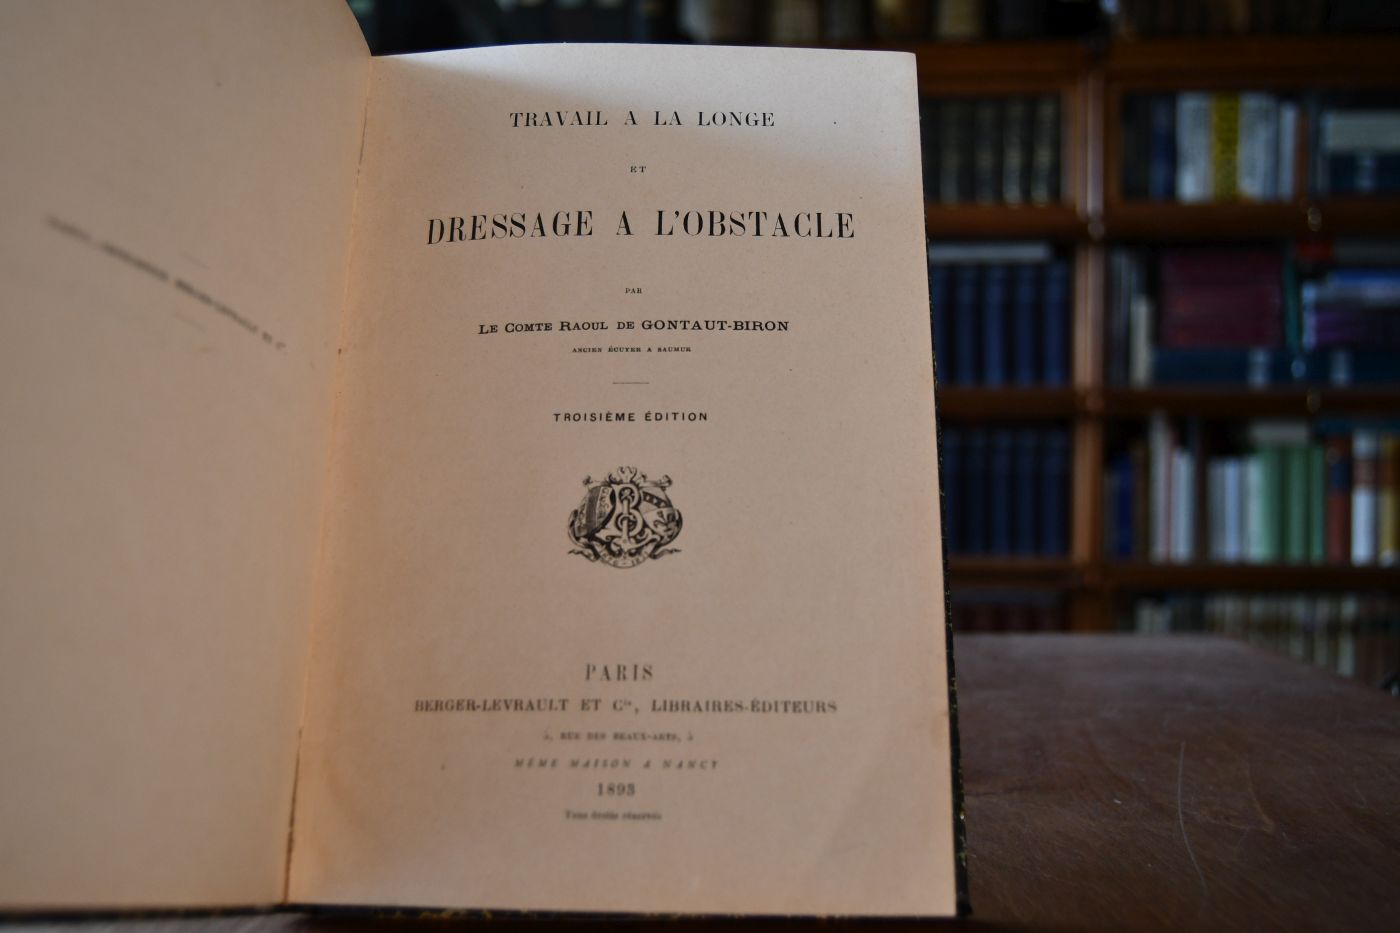 TRAVAIL A LA LONGE
ET
DRESSAGE A L'OBSTACLE
PAR
LE COMTE RAOUL DE GONTAUT-BIRON
ANCIEN ÉCUYER A SAUMUR
TROISIÈME ÉDITION
PARIS
BERGER-LEVRAULT ET Cie, LIBRAIRES-ÉDITEURS
5, RUE DES BEAUX-ARTS, 5
MÊME MAISON A NANCY
1893
Tous droits réservés